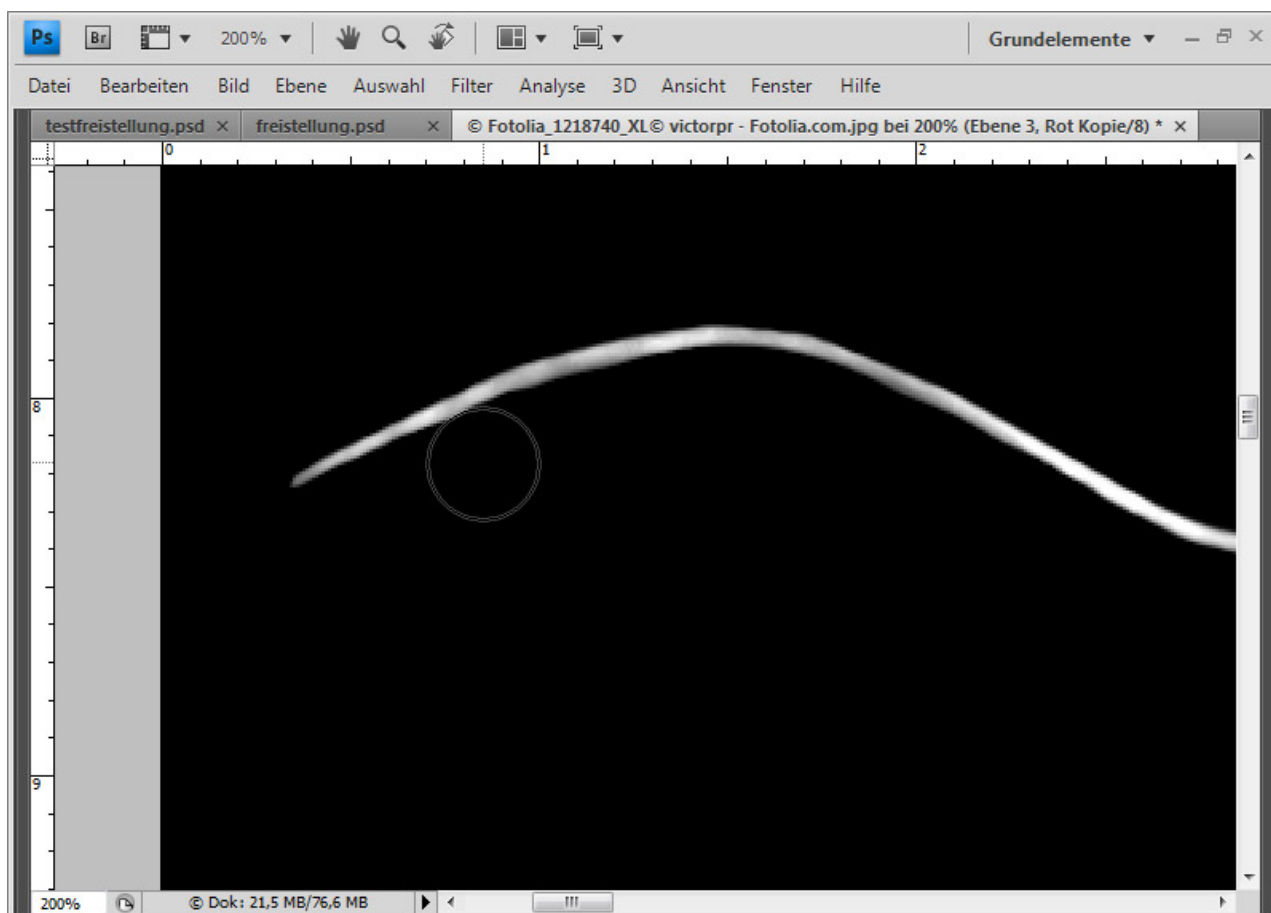 Ps Br 200% Grundelemente
Datei Bearbeiten Bild Ebene Auswahl Filter Analyse 3D Ansicht Fenster Hilfe
testfreistellung.psd × freistellung.psd × © Fotolia_1218740_XL© victorpr - Fotolia.com.jpg bei 200% (Ebene 3, Rot Kopie/8) * ×
0 1 2
8
9
200% © Dok: 21,5 MB/76,6 MB